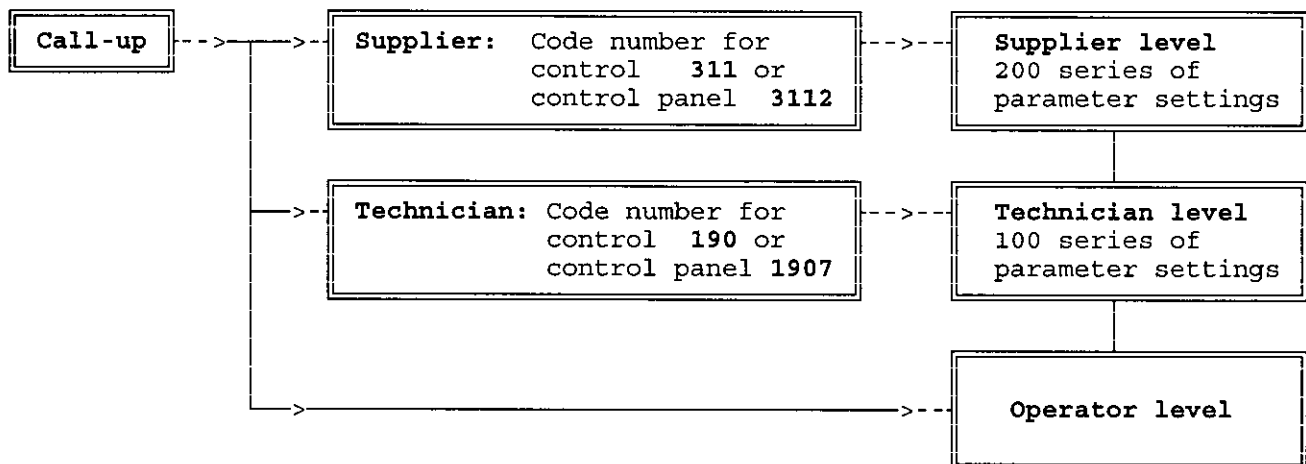 Call-up
Supplier: Code number for
control 311 or
control panel 3112
Supplier level
200 series of
parameter settings
Technician: Code number for
control 190 or
control panel 1907
Technician level
100 series of
parameter settings
Operator level